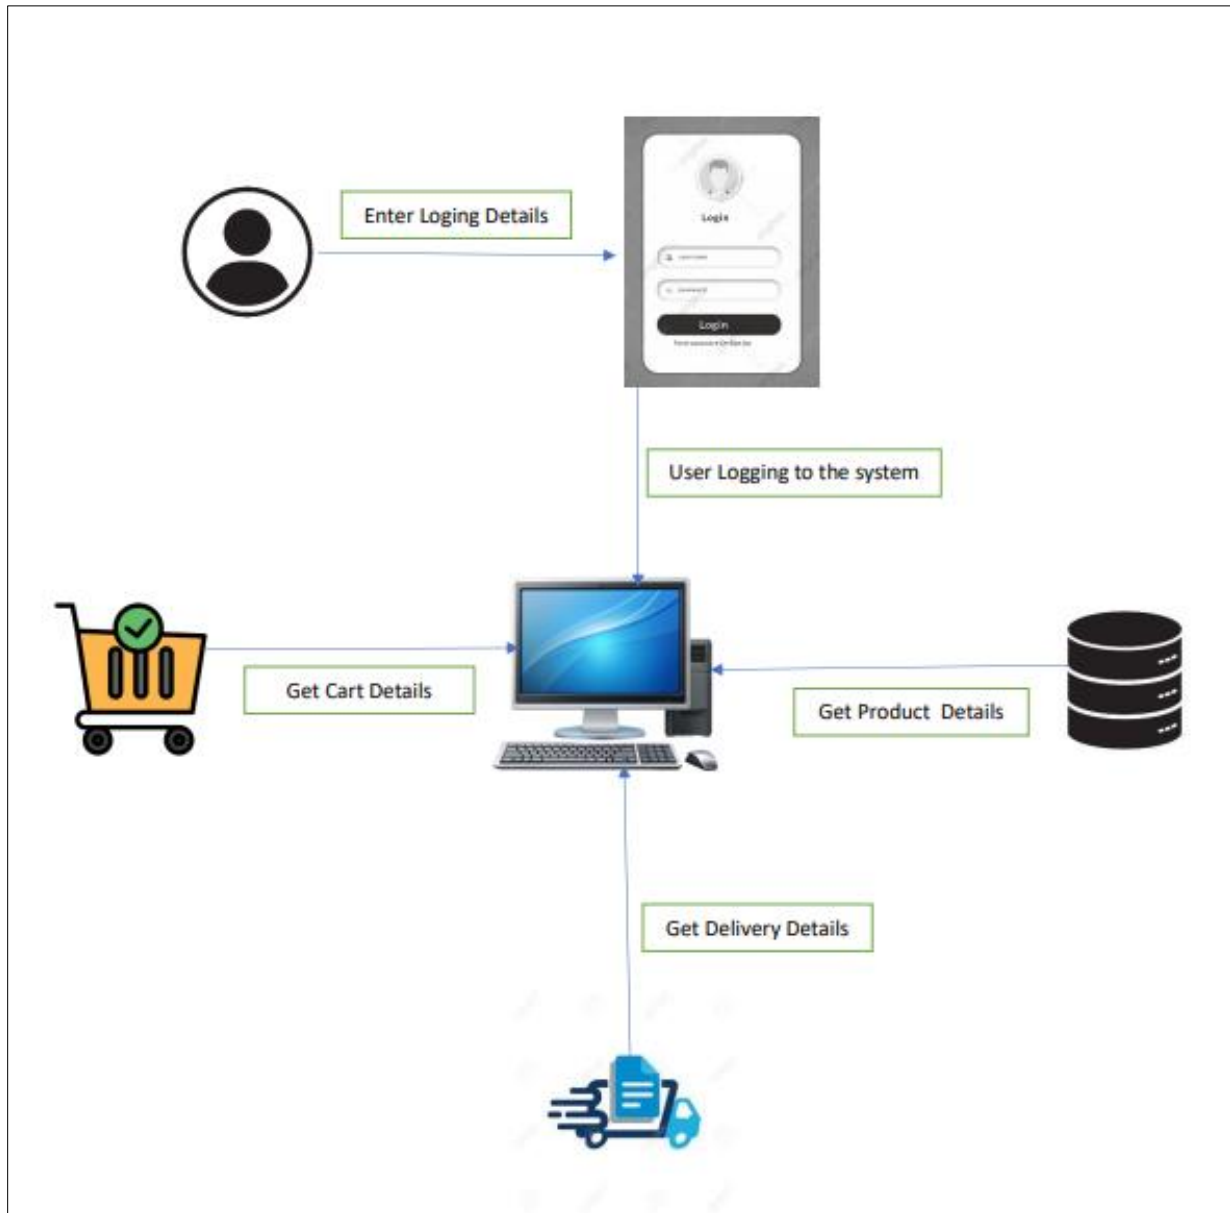 Enter Loging Details
Login
Login
User Logging to the system
Get Cart Details
Get Product Details
Get Delivery Details